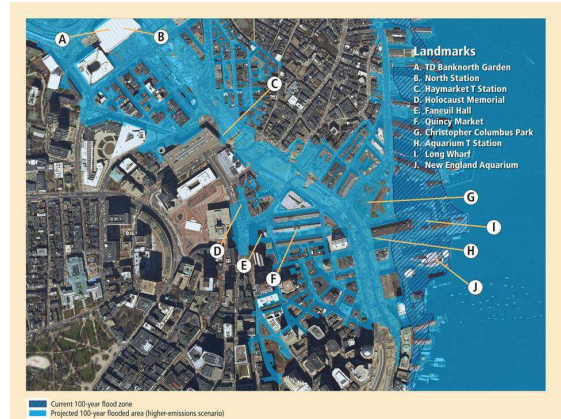 Landmarks
A. TD Banknorth Garden
B. North Station
C. Haymarket T Station
D. Holocaust Memorial
E. Faneuil Hall
F. Quincy Market
G. Christopher Columbus Park
H. Aquarium T Station
I. Long Wharf
J. New England Aquarium
A
B
C
G
I
D
H
E
F
J
Current 100-year flood zone
Projected 100-year flooded area (higher-emissions scenario)